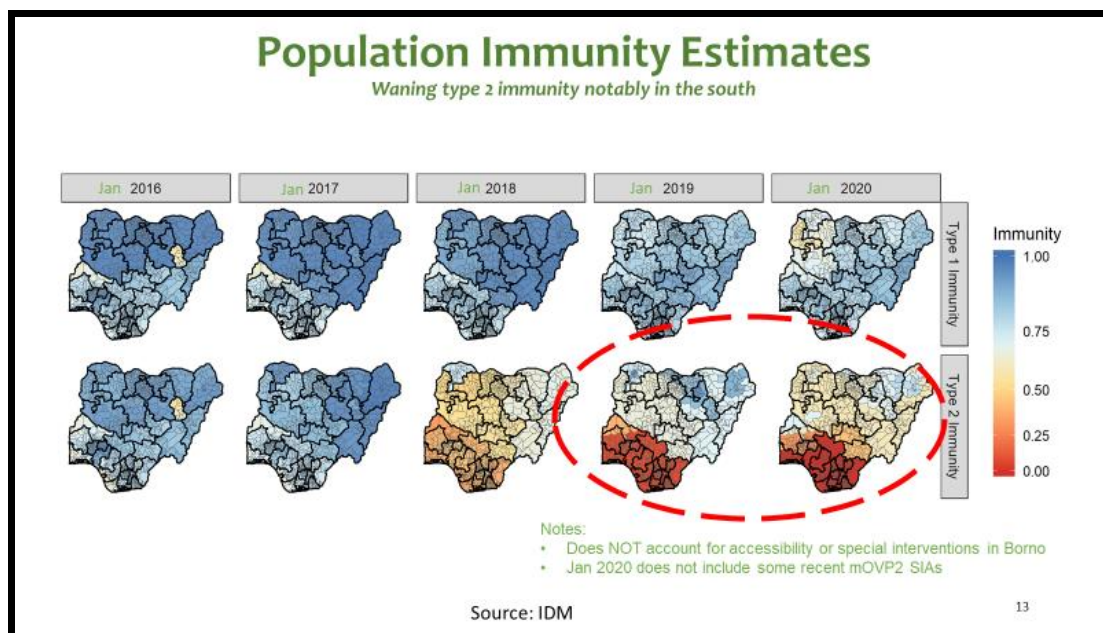 Population Immunity Estimates
Waning type 2 immunity notably in the south
Jan 2016
Jan 2017
Jan 2018
Jan 2019
Jan 2020
Type 1 Immunity
Type 2 Immunity
Immunity
1.00
0.75
0.50
0.25
0.00
Notes:
• Does NOT account for accessibility or special interventions in Borno
• Jan 2020 does not include some recent mOVP2 SIAs
Source: IDM
13